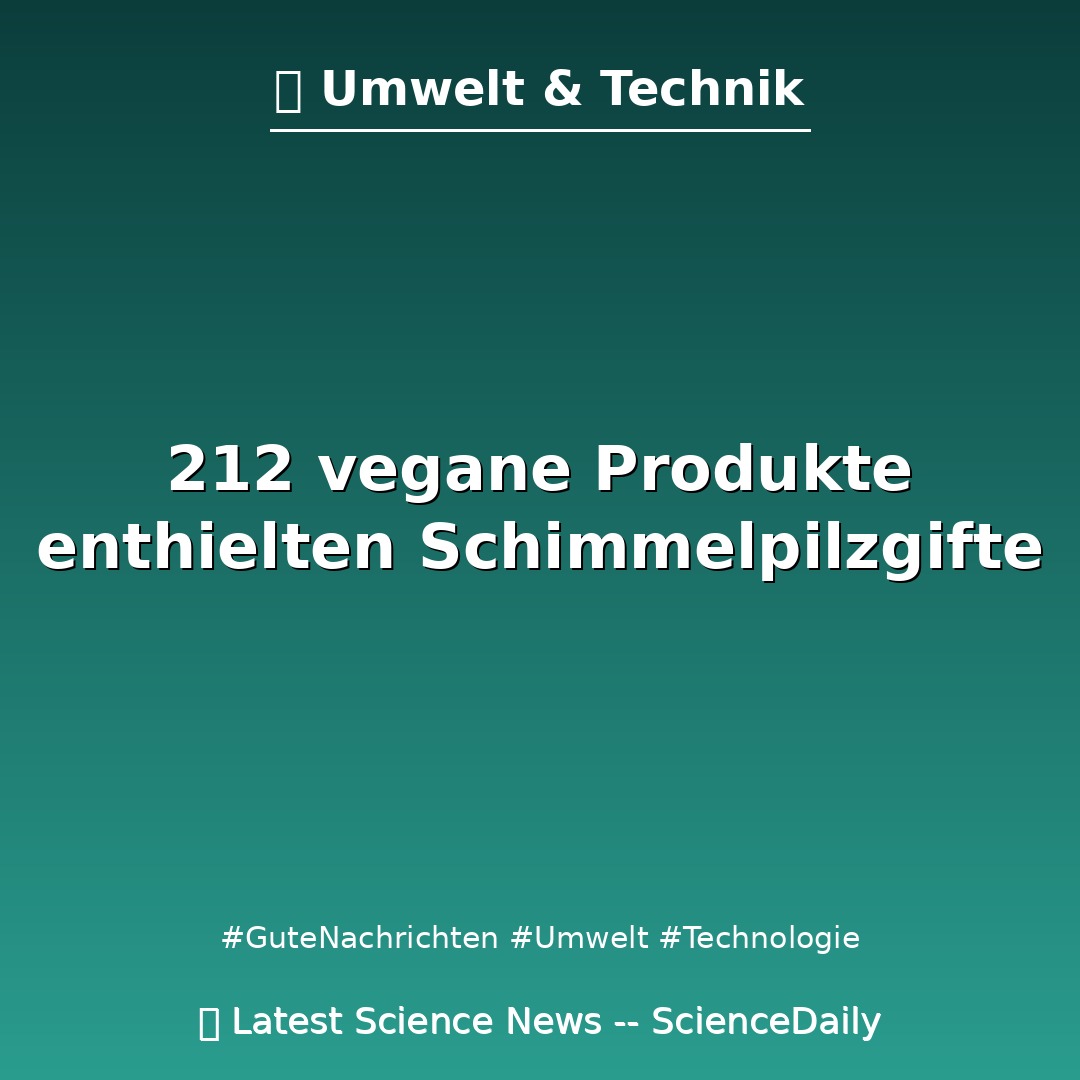 Umwelt & Technik
212 vegane Produkte
enthielten Schimmelpilzgifte
#GuteNachrichten #Umwelt #Technologie
Latest Science News -- ScienceDaily